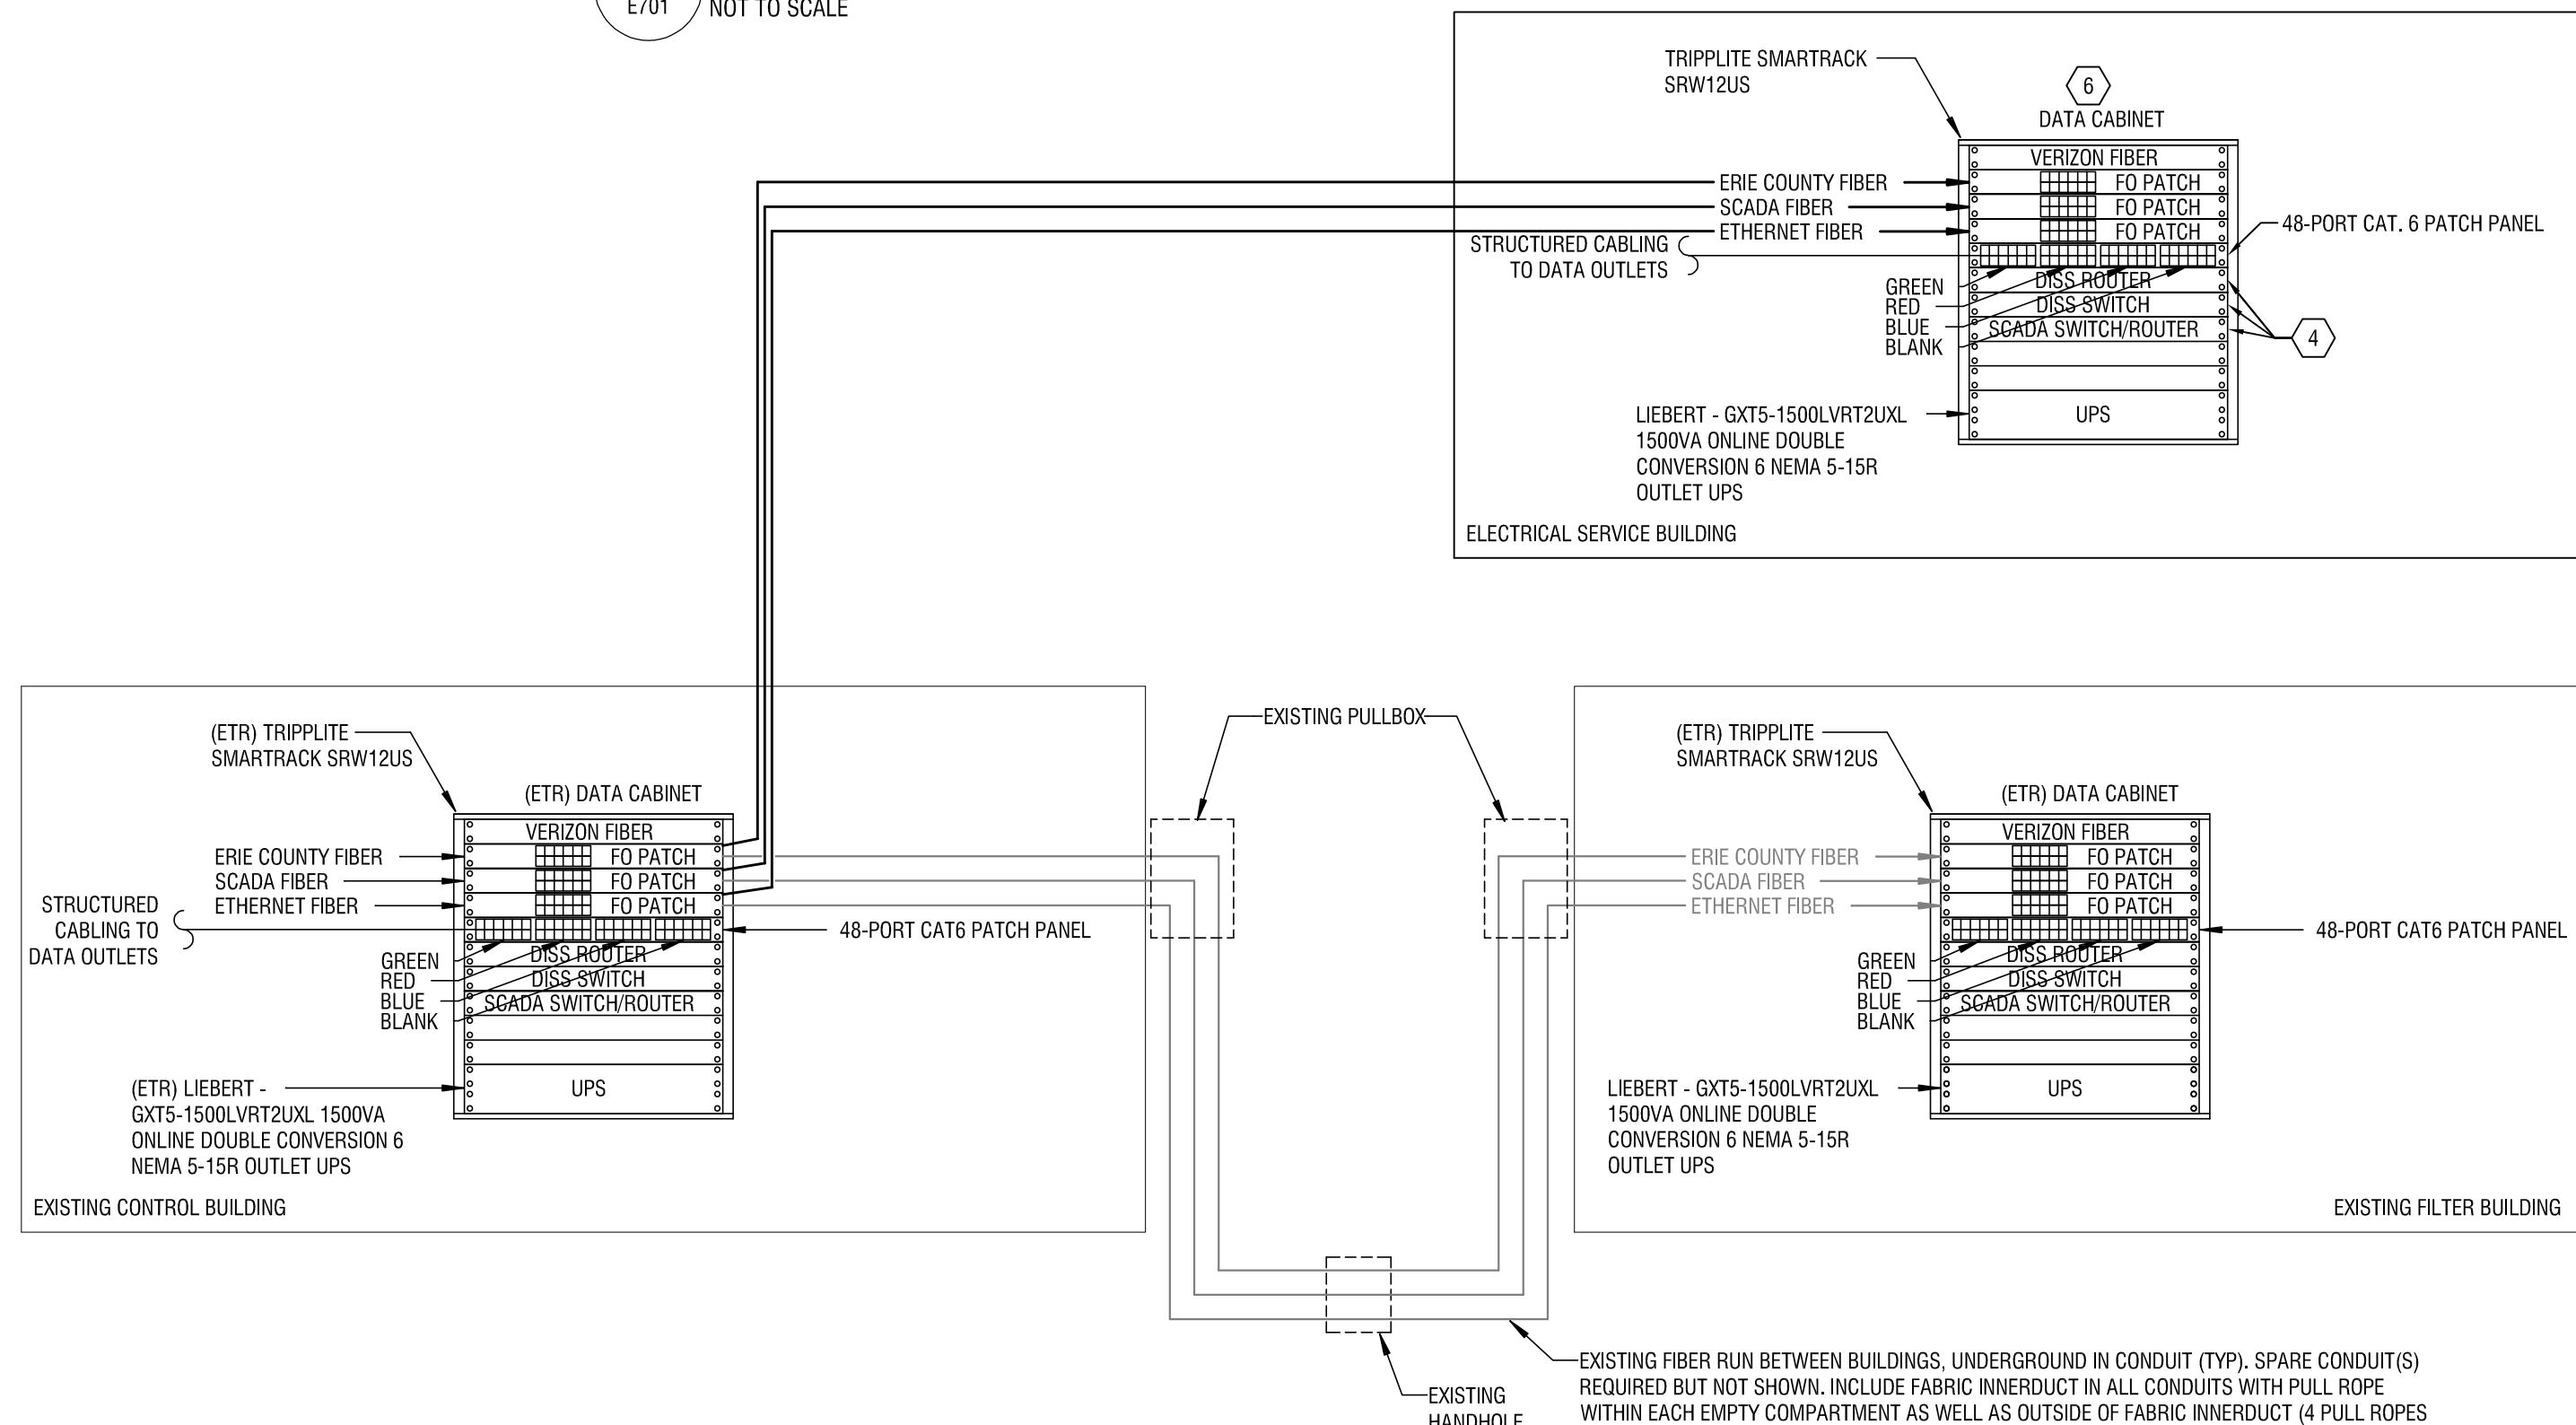 E701
NOT TO SCALE
TRIPPLITE SMARTRACK
SRW12US
6
DATA CABINET
VERIZON FIBER
ERIE COUNTY FIBER
FO PATCH
SCADA FIBER
FO PATCH
ETHERNET FIBER
FO PATCH
48-PORT CAT. 6 PATCH PANEL
STRUCTURED CABLING
TO DATA OUTLETS
GREEN
RED
BLUE
BLANK
DISS ROUTER
DISS SWITCH
SCADA SWITCH/ROUTER
4
LIEBERT - GXT5-1500LVRT2UXL
1500VA ONLINE DOUBLE
CONVERSION 6 NEMA 5-15R
OUTLET UPS
UPS
ELECTRICAL SERVICE BUILDING
(ETR) TRIPPLITE
SMARTRACK SRW12US
(ETR) DATA CABINET
VERIZON FIBER
ERIE COUNTY FIBER
FO PATCH
SCADA FIBER
FO PATCH
ETHERNET FIBER
FO PATCH
STRUCTURED
CABLING TO
DATA OUTLETS
48-PORT CAT6 PATCH PANEL
GREEN
RED
BLUE
BLANK
DISS ROUTER
DISS SWITCH
SCADA SWITCH/ROUTER
(ETR) LIEBERT -
GXT5-1500LVRT2UXL 1500VA
ONLINE DOUBLE CONVERSION 6
NEMA 5-15R OUTLET UPS
UPS
EXISTING CONTROL BUILDING
EXISTING PULLBOX
(ETR) TRIPPLITE
SMARTRACK SRW12US
(ETR) DATA CABINET
VERIZON FIBER
ERIE COUNTY FIBER
FO PATCH
SCADA FIBER
FO PATCH
ETHERNET FIBER
FO PATCH
48-PORT CAT6 PATCH PANEL
GREEN
RED
BLUE
BLANK
DISS ROUTER
DISS SWITCH
SCADA SWITCH/ROUTER
LIEBERT - GXT5-1500LVRT2UXL
1500VA ONLINE DOUBLE
CONVERSION 6 NEMA 5-15R
OUTLET UPS
UPS
EXISTING FILTER BUILDING
EXISTING
HANDHOLE
EXISTING FIBER RUN BETWEEN BUILDINGS, UNDERGROUND IN CONDUIT (TYP). SPARE CONDUIT(S)
REQUIRED BUT NOT SHOWN. INCLUDE FABRIC INNERDUCT IN ALL CONDUITS WITH PULL ROPE
WITHIN EACH EMPTY COMPARTMENT AS WELL AS OUTSIDE OF FABRIC INNERDUCT (4 PULL ROPES